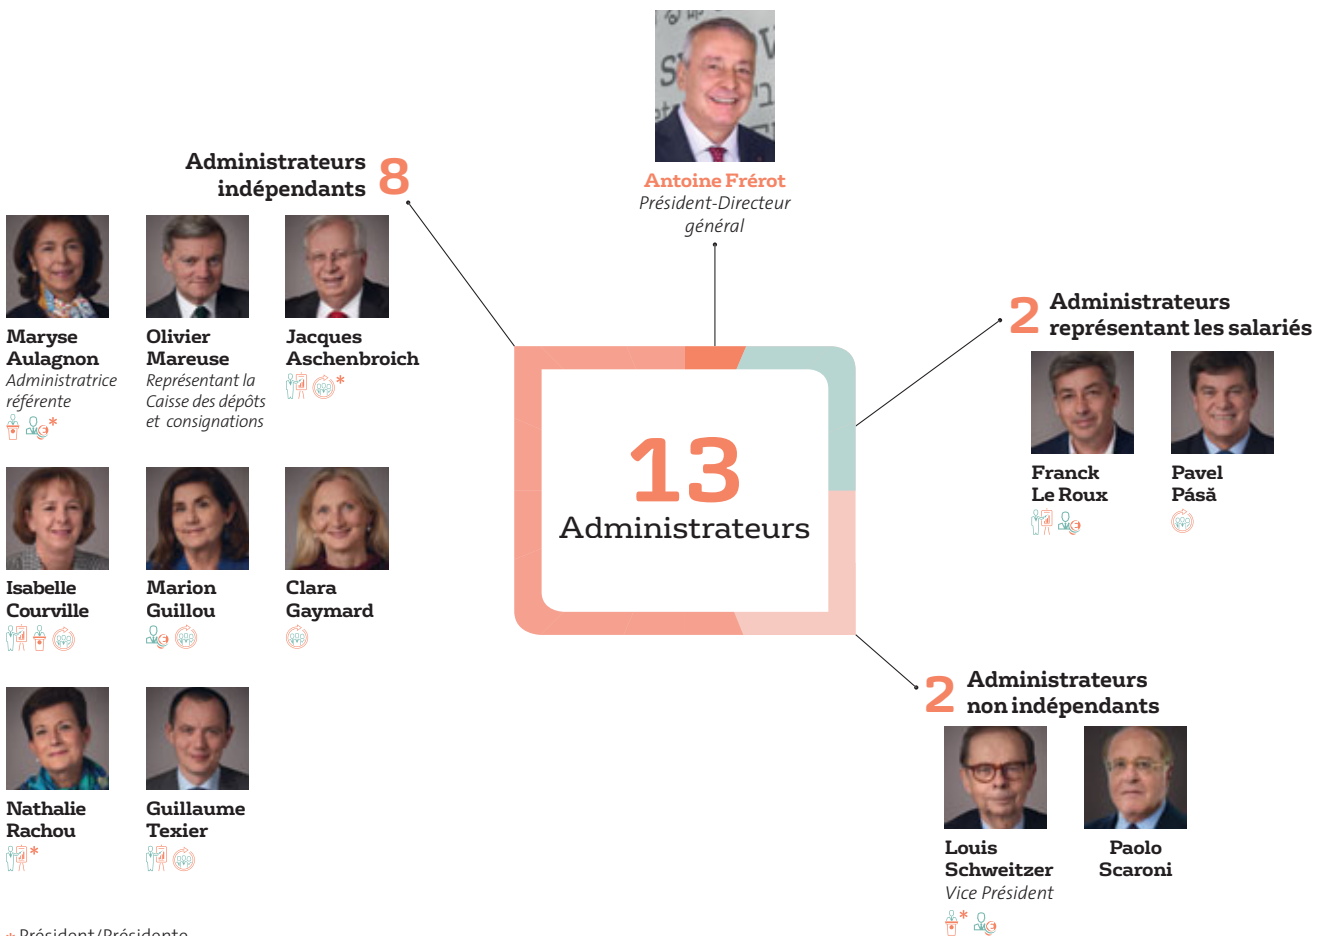 Antoine Frérot
Président-Directeur
général
Administrateurs
indépendants
8
Maryse
Aulagnon
Administratrice
référente
*
Olivier
Mareuse
Représentant la
Caisse des dépôts
et consignations
Jacques
Aschenbroich
*
Isabelle
Courville
Marion
Guillou
Clara
Gaymard
Nathalie
Rachou
*
Guillaume
Texier
13
Administrateurs
2
Administrateurs
représentant les salariés
Franck
Le Roux
Pavel
Pásă
2
Administrateurs
non indépendants
Louis
Schweitzer
Vice Président
*
Paolo
Scaroni
* Président/Présidente